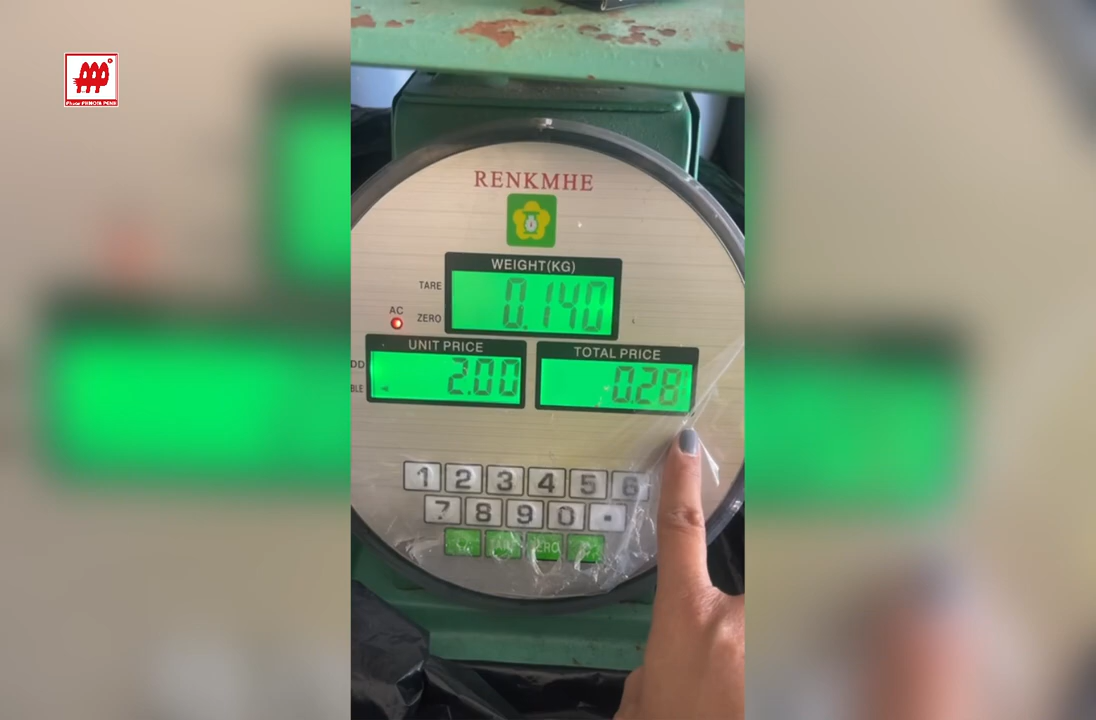 RENKMHE
WEIGHT(KG)
TARE
0.140
AC
ZERO
UNIT PRICE
TOTAL PRICE
2.00
0.28
1 2 3 4 5 6
7 8 9 0
ZERO